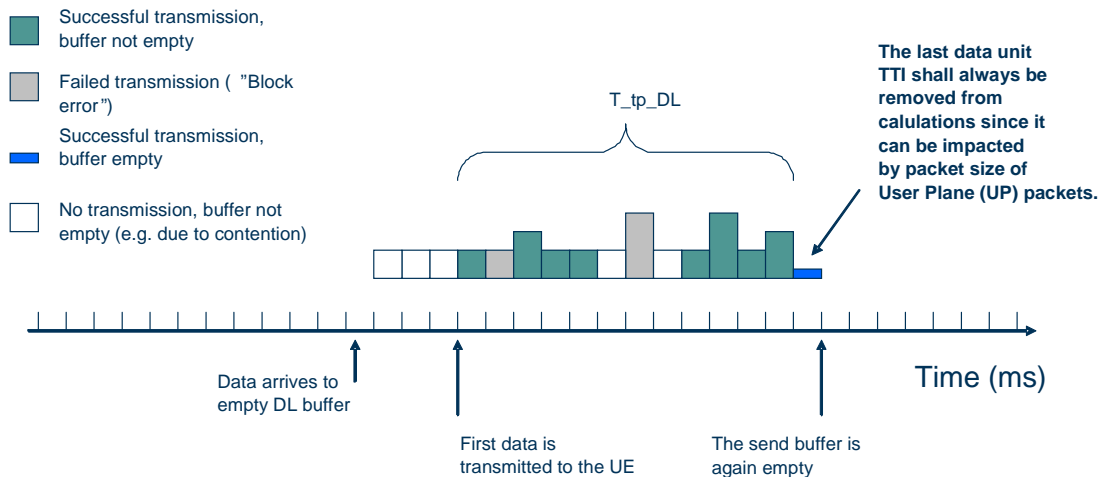 Successful transmission,
buffer not empty
Failed transmission ( ”Block
error”)
Successful transmission,
buffer empty
No transmission, buffer not
empty (e.g. due to contention)
T_tp_DL
The last data unit
TTI shall always be
removed from
calulations since it
can be impacted
by packet size of
User Plane (UP) packets.
Data arrives to
empty DL buffer
First data is
transmitted to the UE
The send buffer is
again empty
Time (ms)